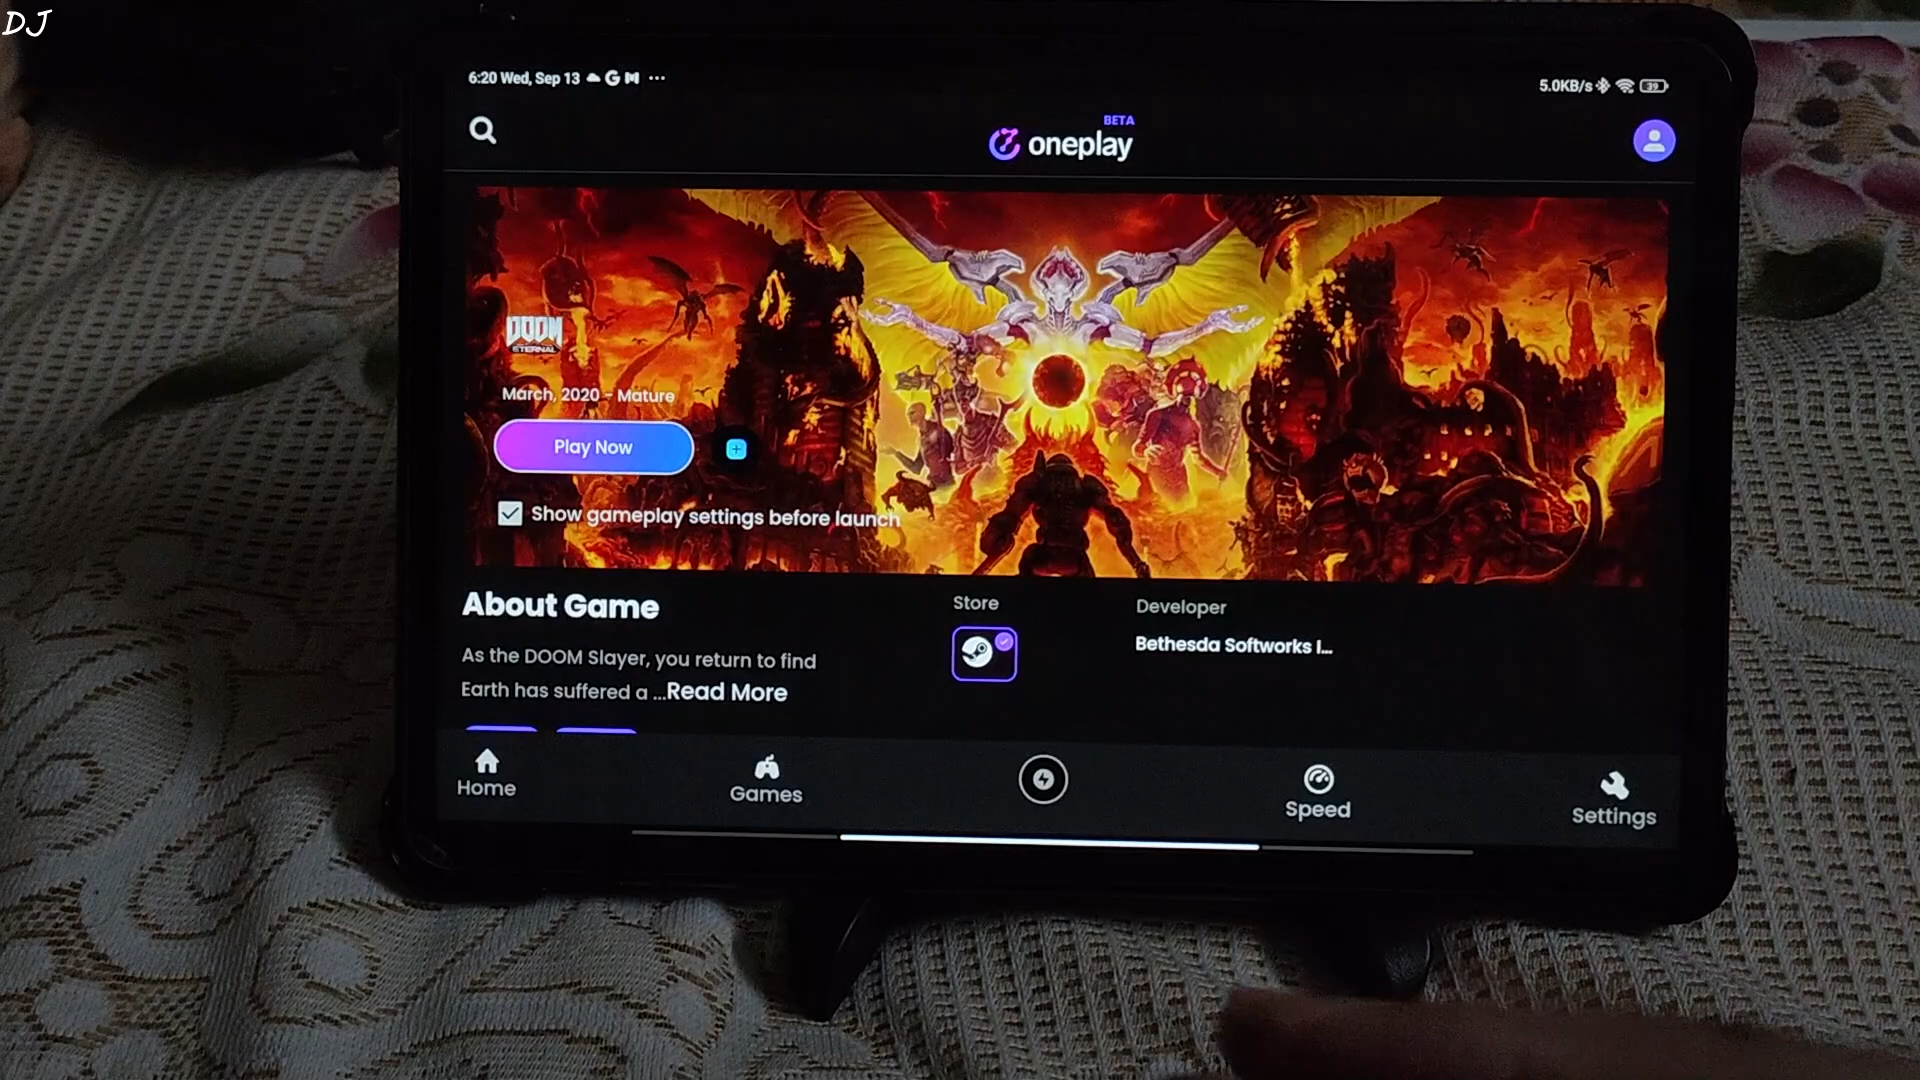 DJ
6:20 Wed, Sep 13
5.0KB/s
39
BETA
oneplay
DOOM
ETERNAL
March, 2020 - Mature
Play Now
Show gameplay settings before launch
About Game
Store
Developer
As the DOOM Slayer, you return to find
Earth has suffered a ...Read More
Bethesda Softworks I...
Home
Games
Speed
Settings